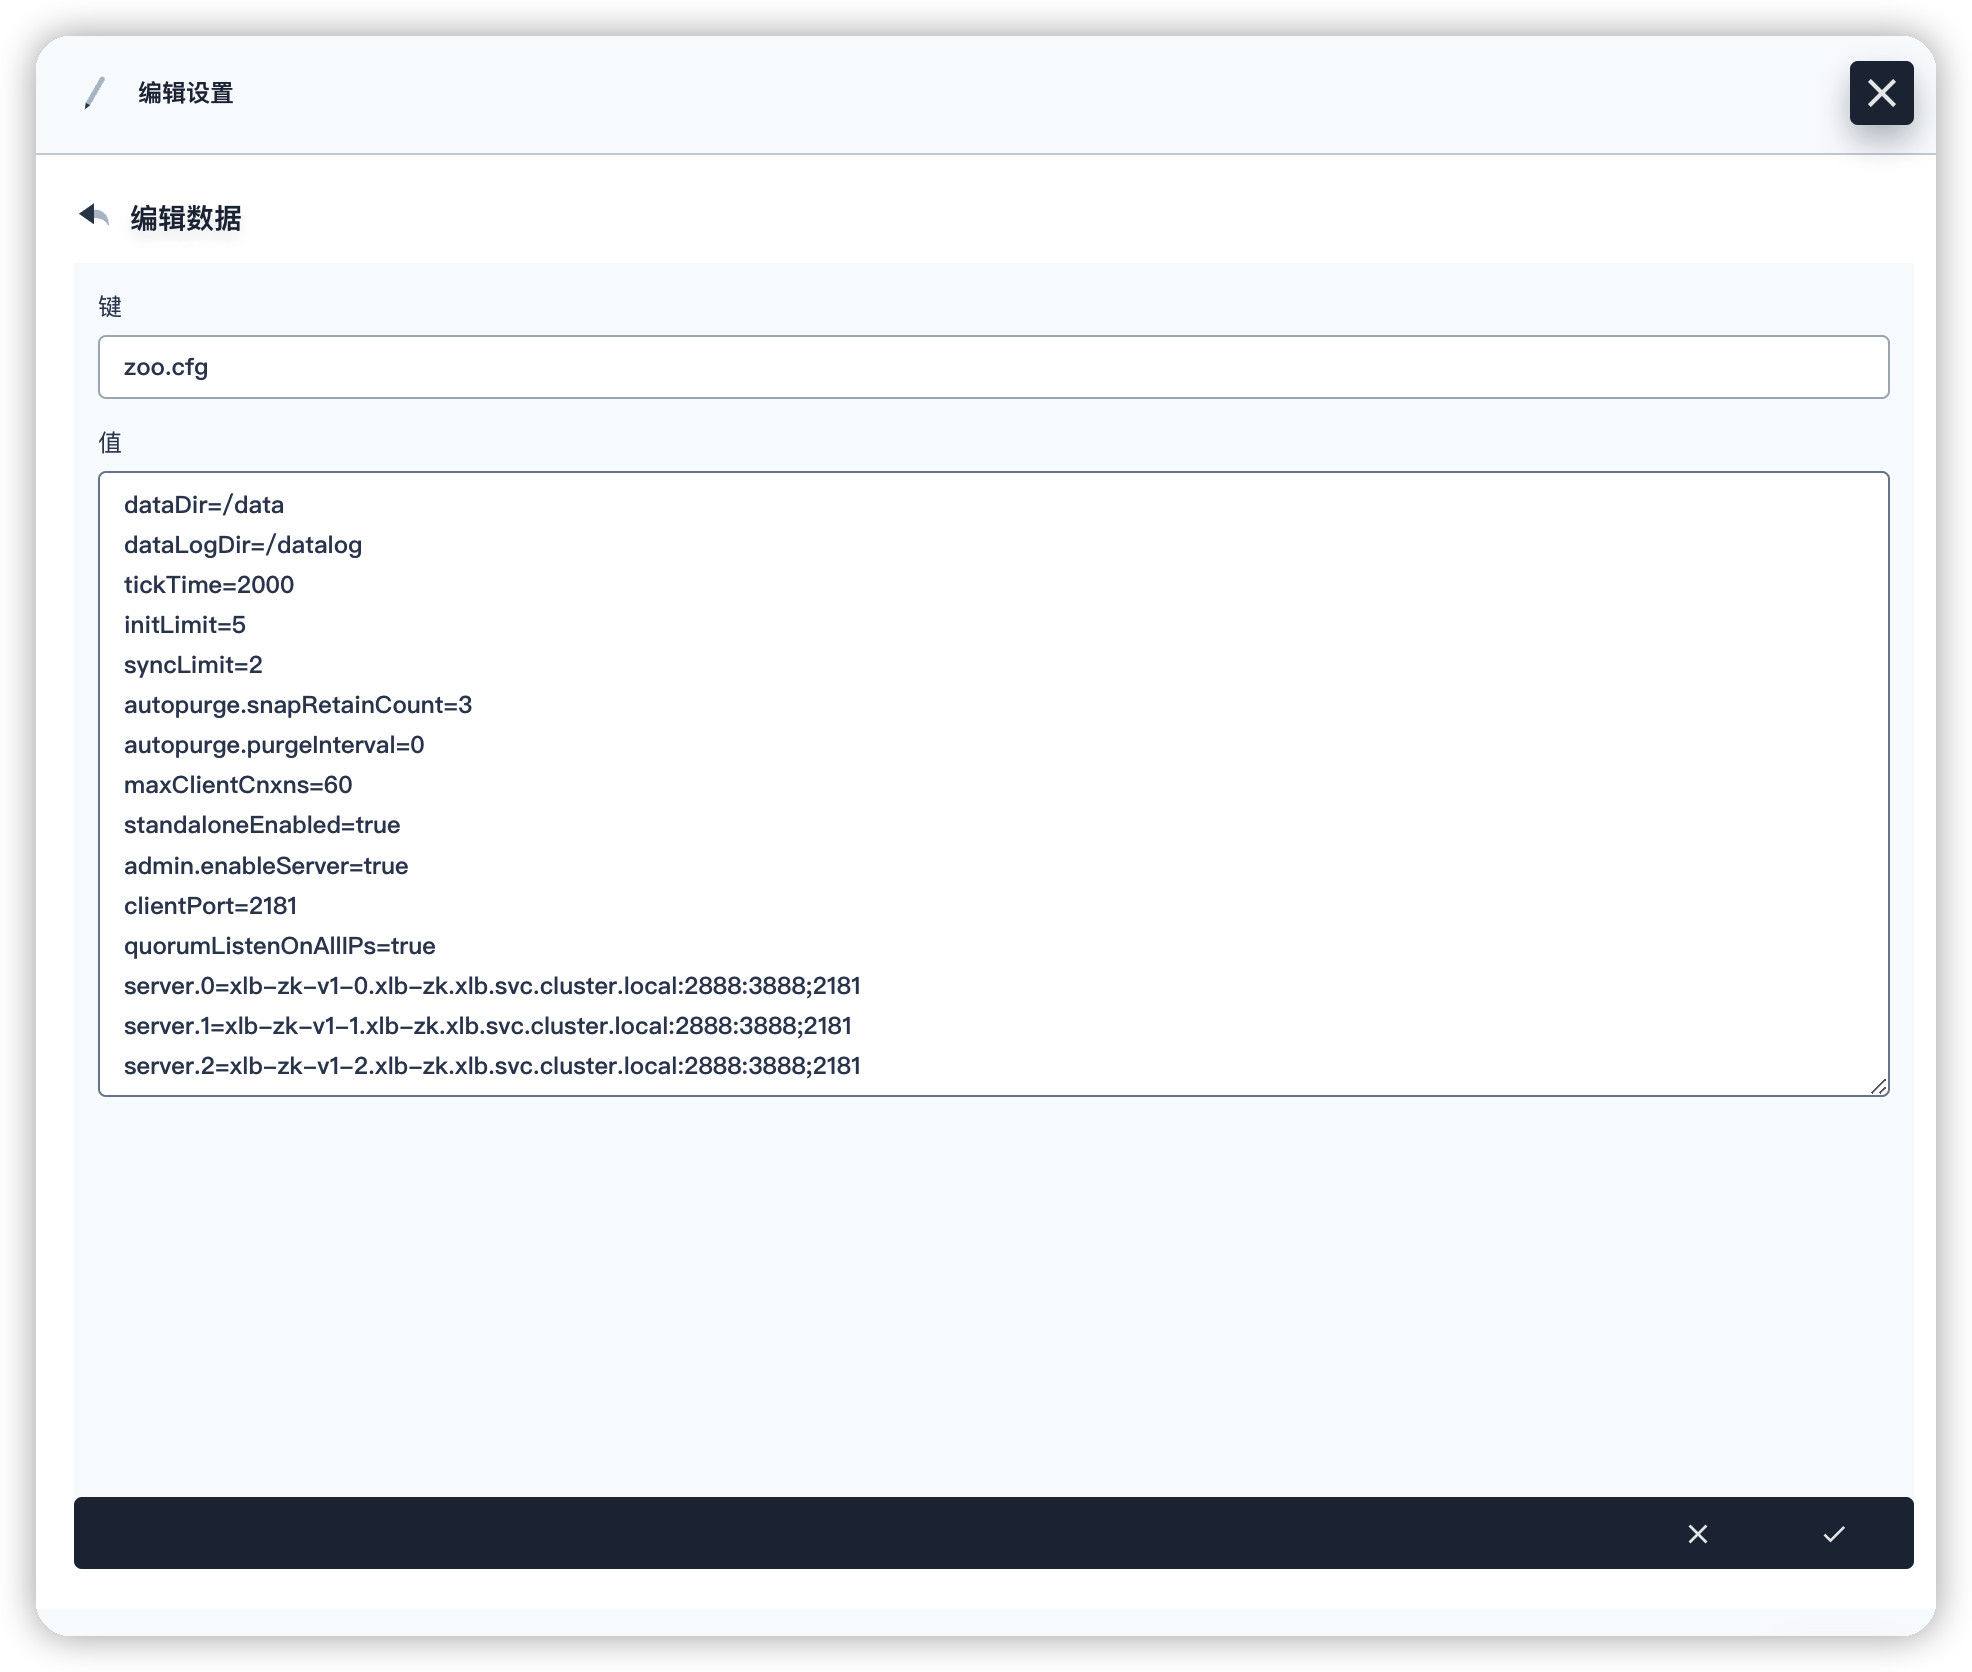 编辑设置
编辑数据
键
zoo.cfg
值
dataDir=/data
dataLogDir=/datalog
tickTime=2000
initLimit=5
syncLimit=2
autopurge.snapRetainCount=3
autopurge.purgeInterval=0
maxClientCnxns=60
standaloneEnabled=true
admin.enableServer=true
clientPort=2181
quorumListenOnAllIPs=true
server.0=xlb-zk-v1-0.xlb-zk.xlb.svc.cluster.local:2888:3888;2181
server.1=xlb-zk-v1-1.xlb-zk.xlb.svc.cluster.local:2888:3888;2181
server.2=xlb-zk-v1-2.xlb-zk.xlb.svc.cluster.local:2888:3888;2181